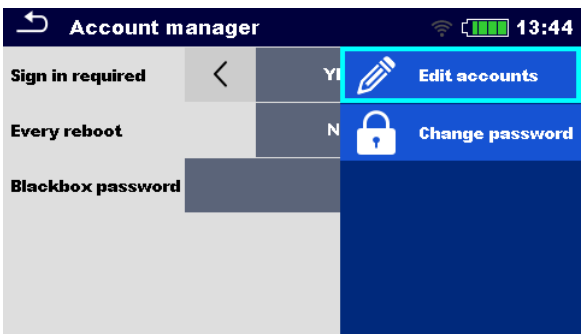 Account manager 13:44
Sign in required Edit accounts
Every reboot Change password
Blackbox password